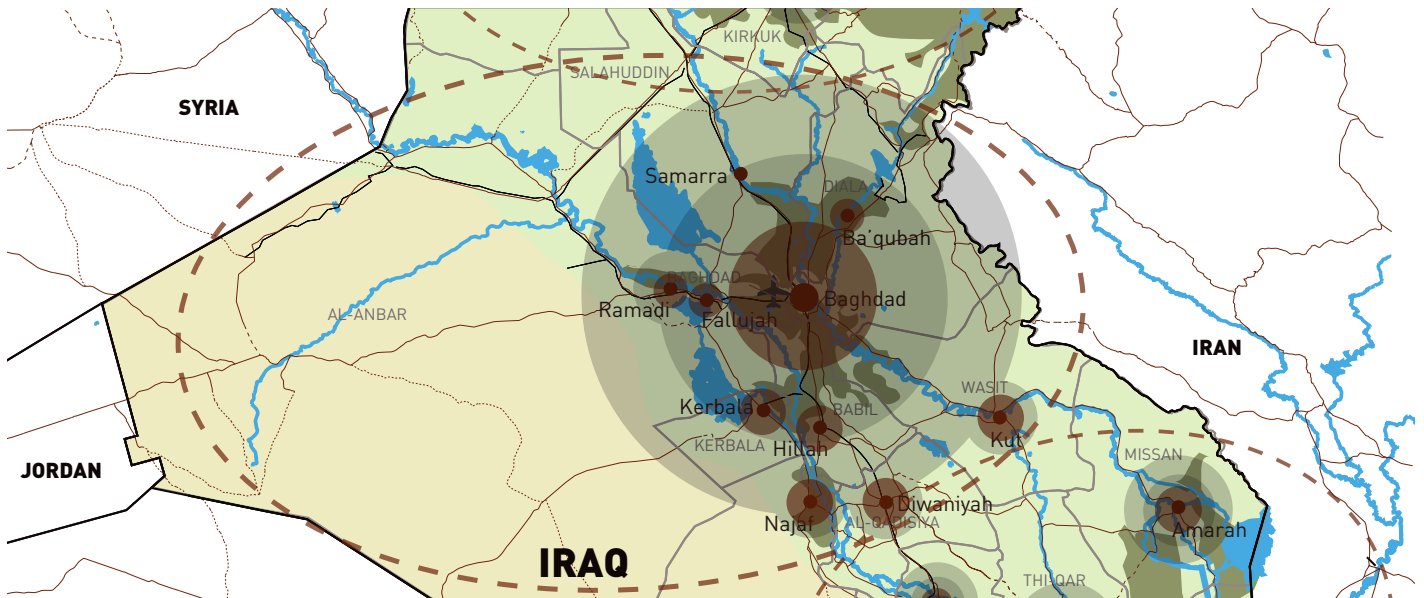 KIRKUK
SALAHUDDIN
SYRIA
Samarra
DIALA
Ba'qubah
BAGHDAD
Ramadi
Fallujah
Baghdad
AL-ANBAR
IRAN
WASIT
Kerbala
BABIL
Kut
KERBALA
Hillah
MISSAN
JORDAN
Diwaniyah
Najaf
AL-QADISIYA
Amarah
IRAQ
THI-QAR